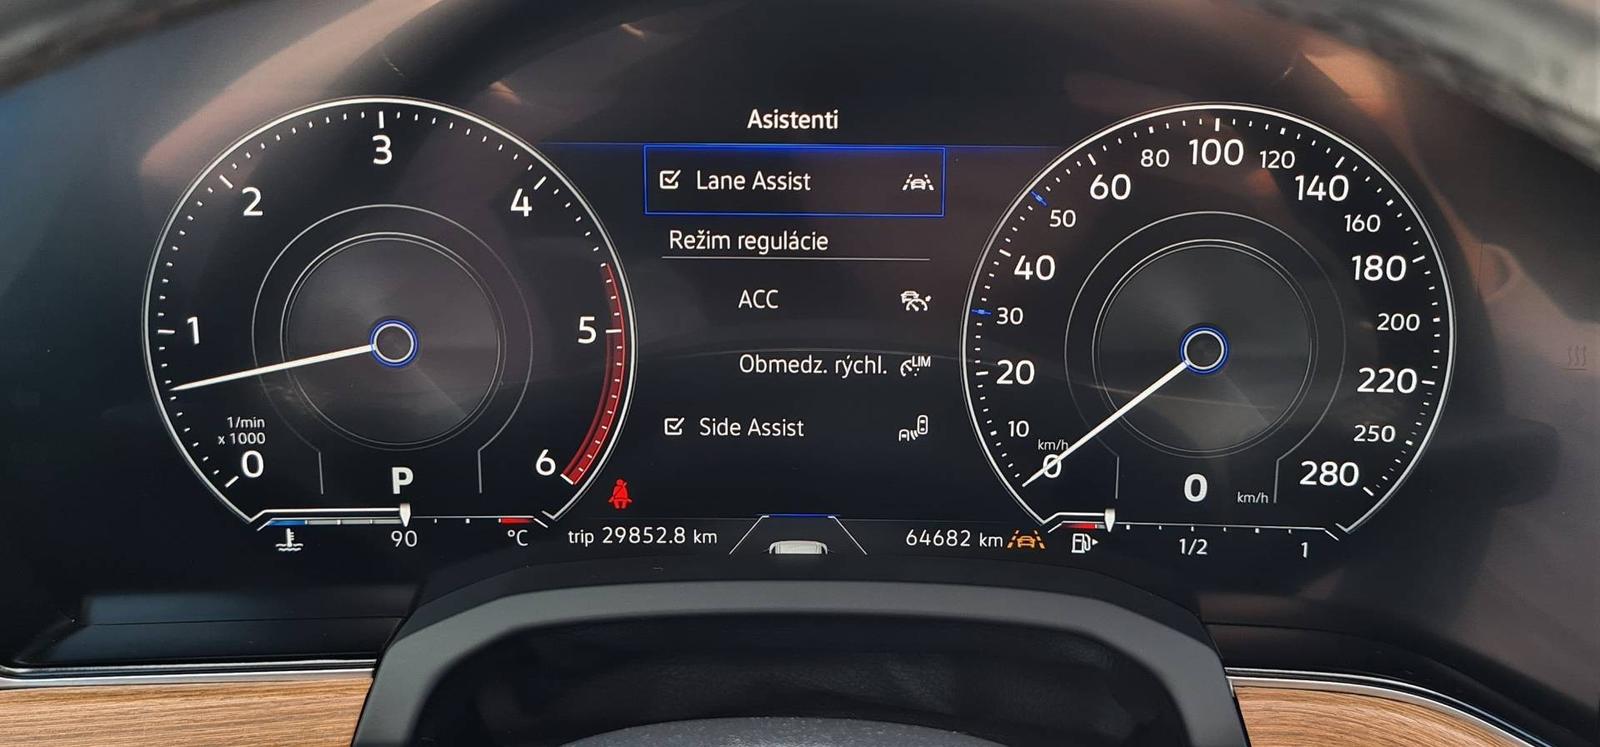 Asistenti
Lane Assist
Režim regulácie
ACC
Obmedz. rýchl. LIM
Side Assist
0
1
2
3
4
5
6
1/min
x 1000
P
90
°C
trip 29852.8 km
64682 km
0
10
20
30
40
50
60
80
100
120
140
160
180
200
220
250
280
km/h
0 km/h
1/2
1